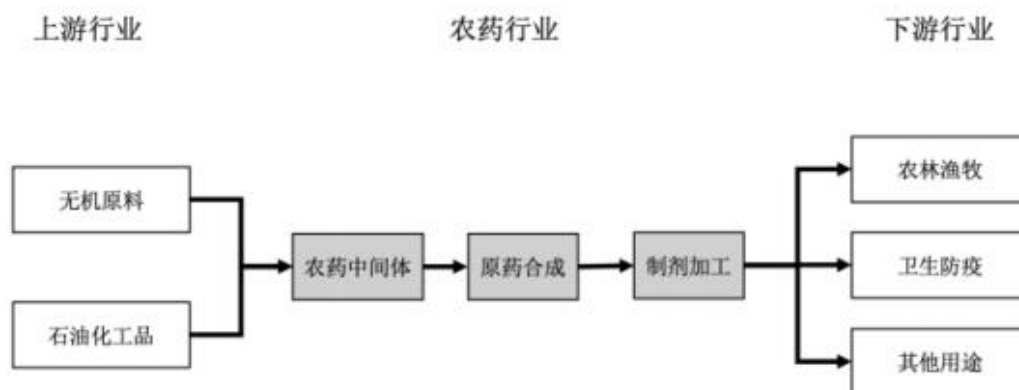 上游行业
农药行业
下游行业
无机原料
石油化工品
农药中间体
原药合成
制剂加工
农林渔牧
卫生防疫
其他用途